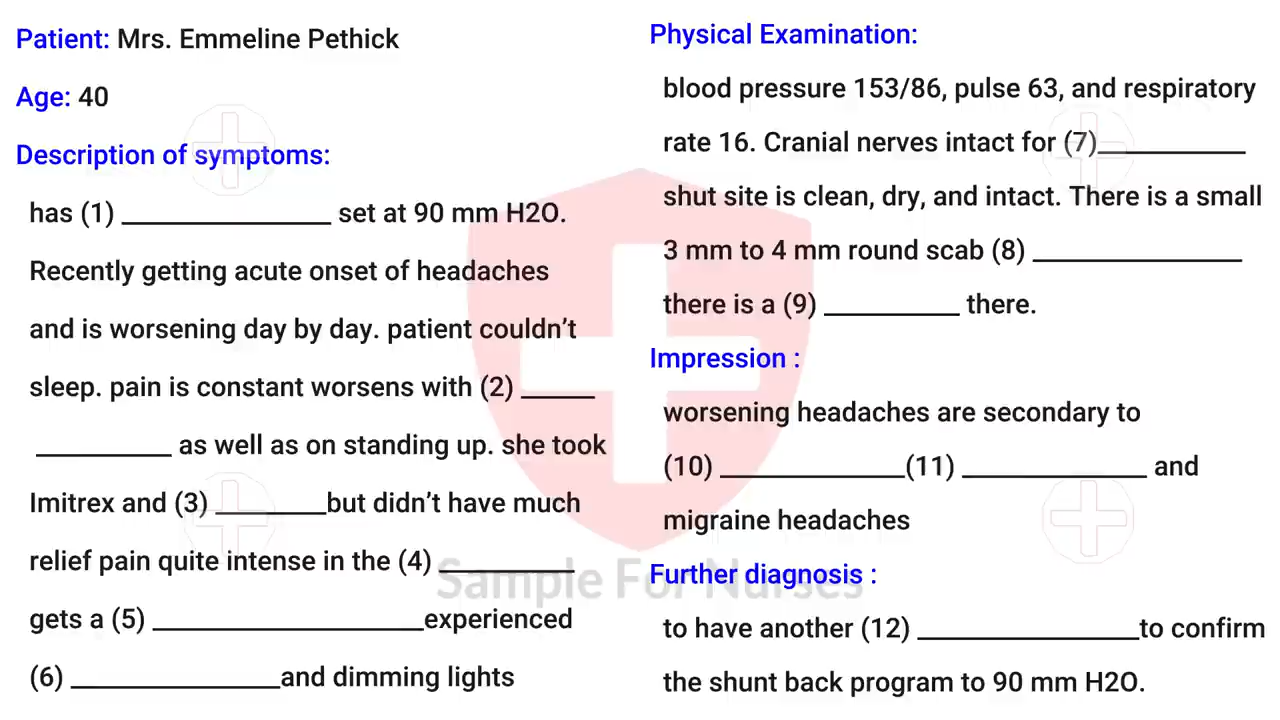 Patient: Mrs. Emmeline Pethick
Age: 40
Description of symptoms:
has (1) _______________ set at 90 mm H2O.
Recently getting acute onset of headaches
and is worsening day by day. patient couldn’t
sleep. pain is constant worsens with (2) _____
__________ as well as on standing up. she took
Imitrex and (3) ________but didn’t have much
relief pain quite intense in the (4) __________
gets a (5) ____________________experienced
(6) _______________and dimming lights
Physical Examination:
blood pressure 153/86, pulse 63, and respiratory
rate 16. Cranial nerves intact for (7)___________
shut site is clean, dry, and intact. There is a small
3 mm to 4 mm round scab (8) _______________
there is a (9) __________ there.
Impression :
worsening headaches are secondary to
(10) _____________(11) _____________ and
migraine headaches
Further diagnosis :
to have another (12) ________________to confirm
the shunt back program to 90 mm H2O.
Sample For Nurses